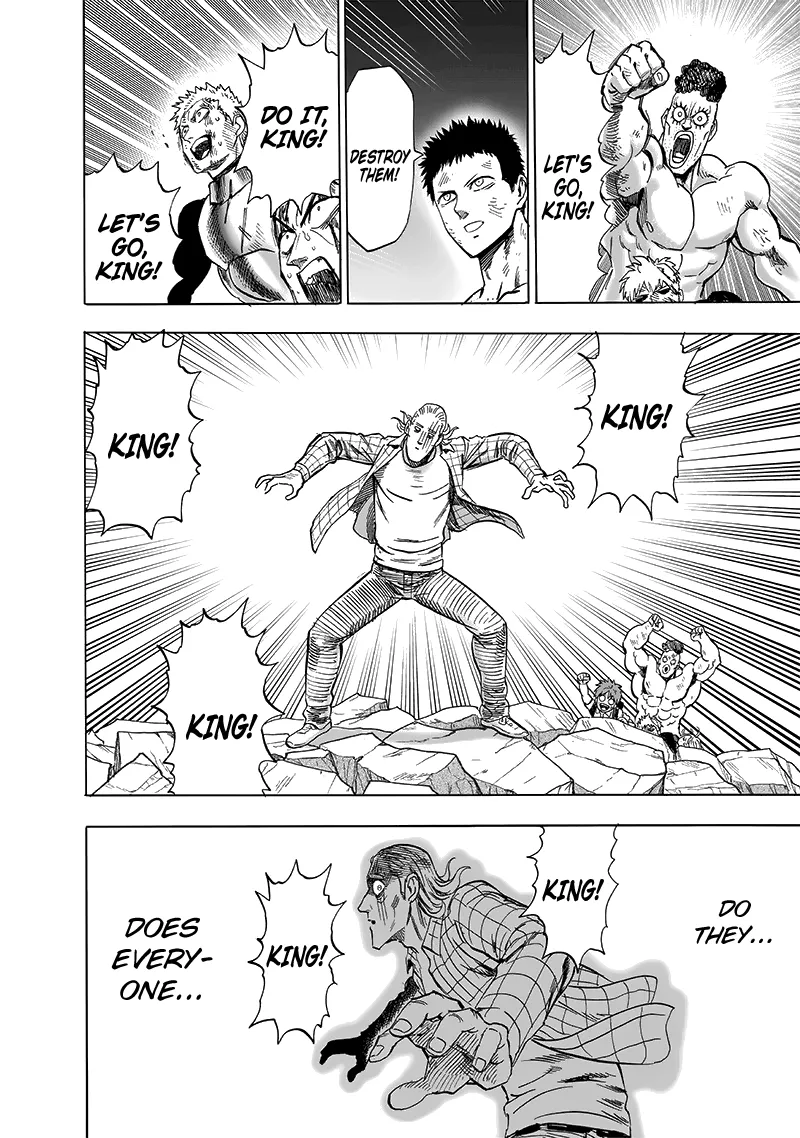 LET'S
GO,
KING!
DESTROY
THEM!
DO IT,
KING!
LET'S
GO,
KING!
KING!
KING!
KING!
DO
THEY...
KING!
KING!
DOES
EVERY-
ONE...